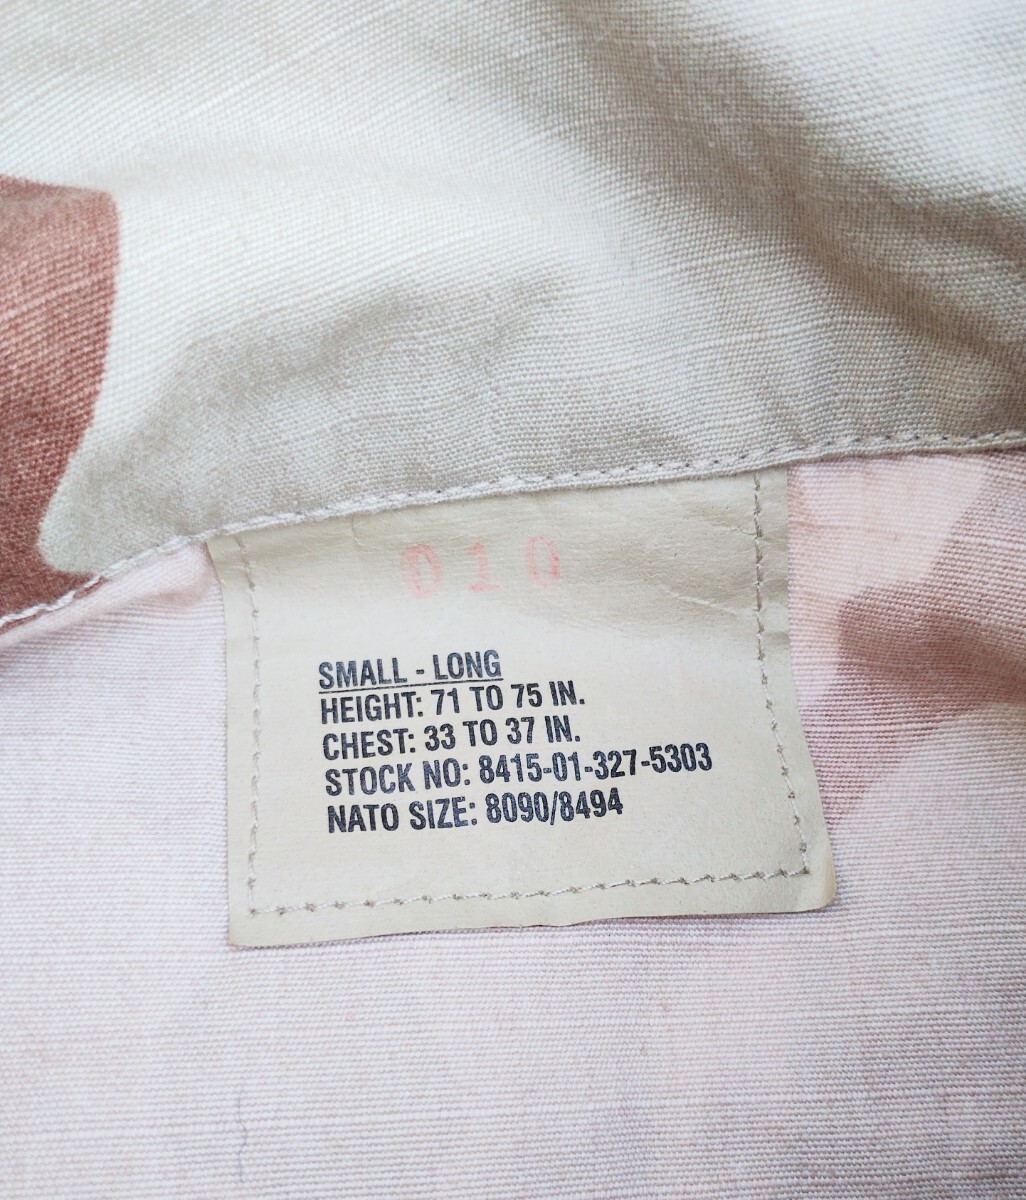 010
SMALL - LONG
HEIGHT: 71 TO 75 IN.
CHEST: 33 TO 37 IN.
STOCK NO: 8415-01-327-5303
NATO SIZE: 8090/8494